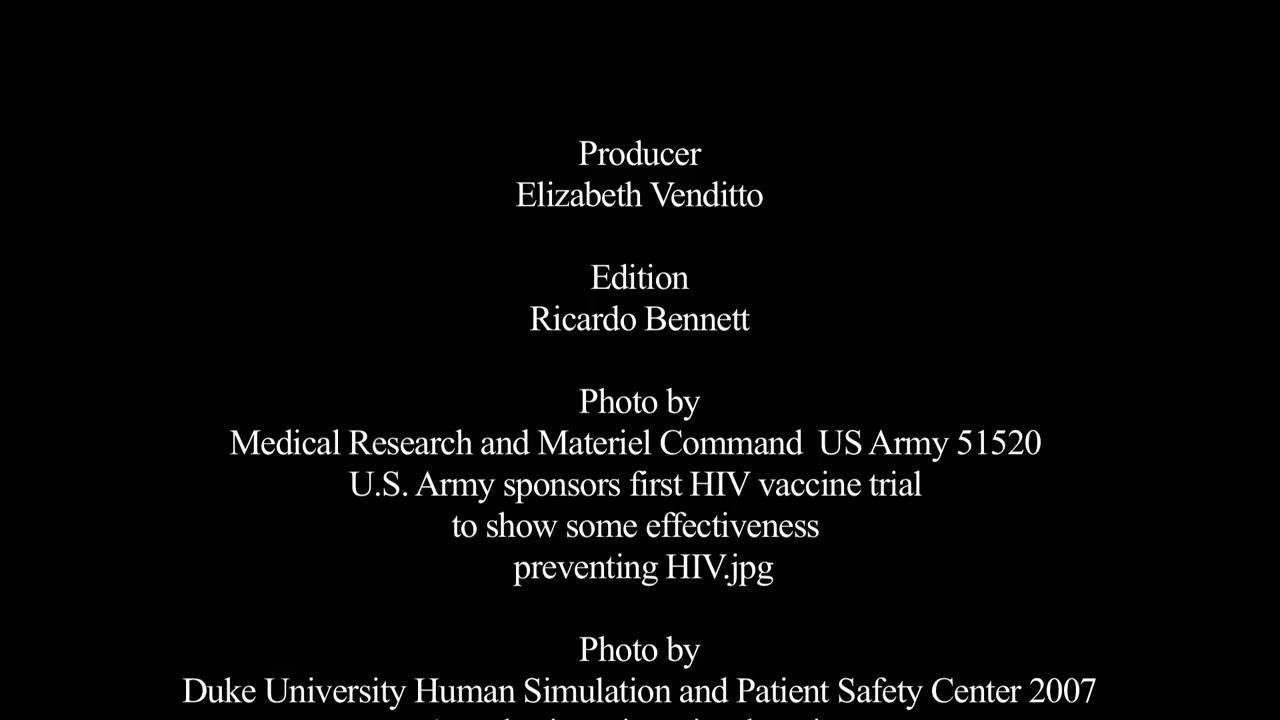 Producer
Elizabeth Venditto
Edition
Ricardo Bennett
Photo by
Medical Research and Materiel Command  US Army 51520
U.S. Army sponsors first HIV vaccine trial
to show some effectiveness
preventing HIV.jpg
Photo by
Duke University Human Simulation and Patient Safety Center 2007